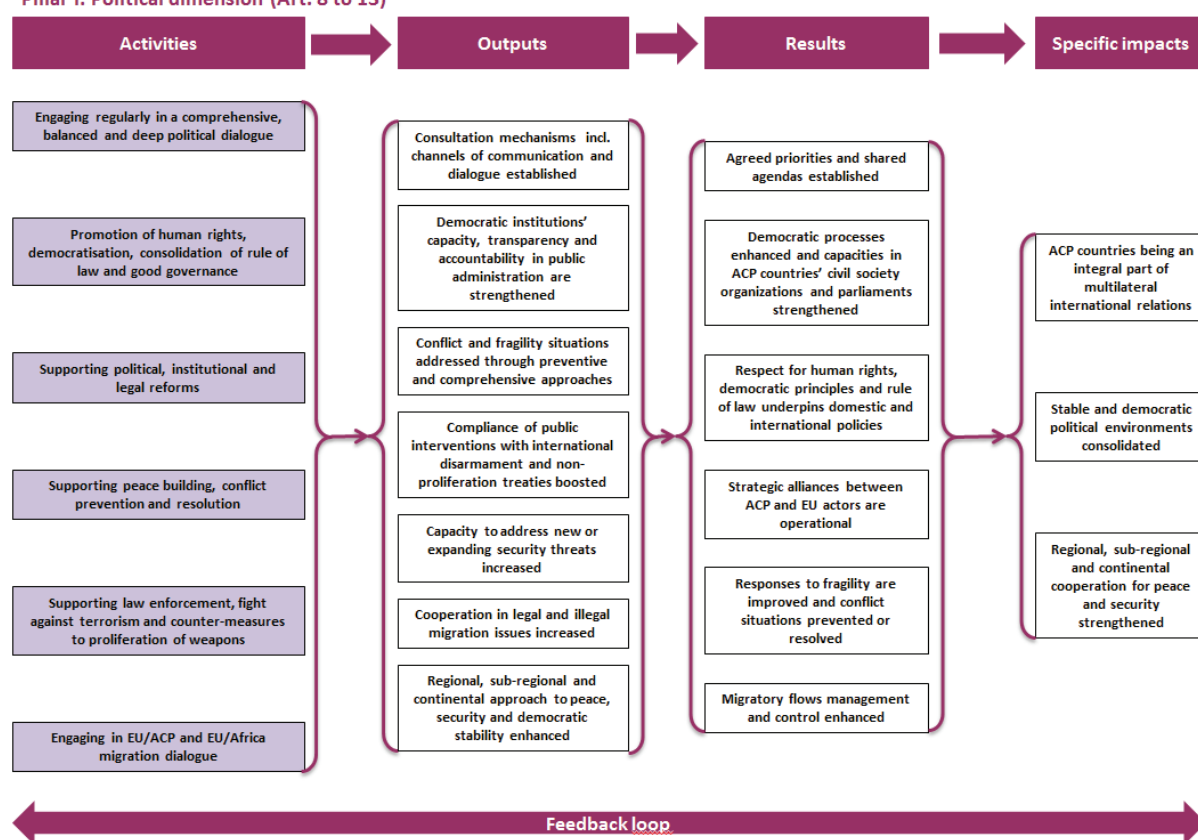 Pillar I: Political dimension (Art. 8 to 13)
Activities
Outputs
Results
Specific impacts
Engaging regularly in a comprehensive,
balanced and deep political dialogue
Promotion of human rights,
democratisation, consolidation of rule of
law and good governance
Supporting political, institutional and
legal reforms
Supporting peace building, conflict
prevention and resolution
Supporting law enforcement, fight
against terrorism and counter-measures
to proliferation of weapons
Engaging in EU/ACP and EU/Africa
migration dialogue
Consultation mechanisms incl.
channels of communication and
dialogue established
Democratic institutions'
capacity, transparency and
accountability in public
administration are
strengthened
Conflict and fragility situations
addressed through preventive
and comprehensive approaches
Compliance of public
interventions with international
disarmament and non-
proliferation treaties boosted
Capacity to address new or
expanding security threats
increased
Cooperation in legal and illegal
migration issues increased
Regional, sub-regional and
continental approach to peace,
security and democratic
stability enhanced
Agreed priorities and shared
agendas established
Democratic processes
enhanced and capacities in
ACP countries' civil society
organizations and parliaments
strengthened
Respect for human rights,
democratic principles and rule
of law underpins domestic and
international policies
Strategic alliances between
ACP and EU actors are
operational
Responses to fragility are
improved and conflict
situations prevented or
resolved
Migratory flows management
and control enhanced
ACP countries being an
integral part of
multilateral
international relations
Stable and democratic
political environments
consolidated
Regional, sub-regional
and continental
cooperation for peace
and security
strengthened
Feedback loop